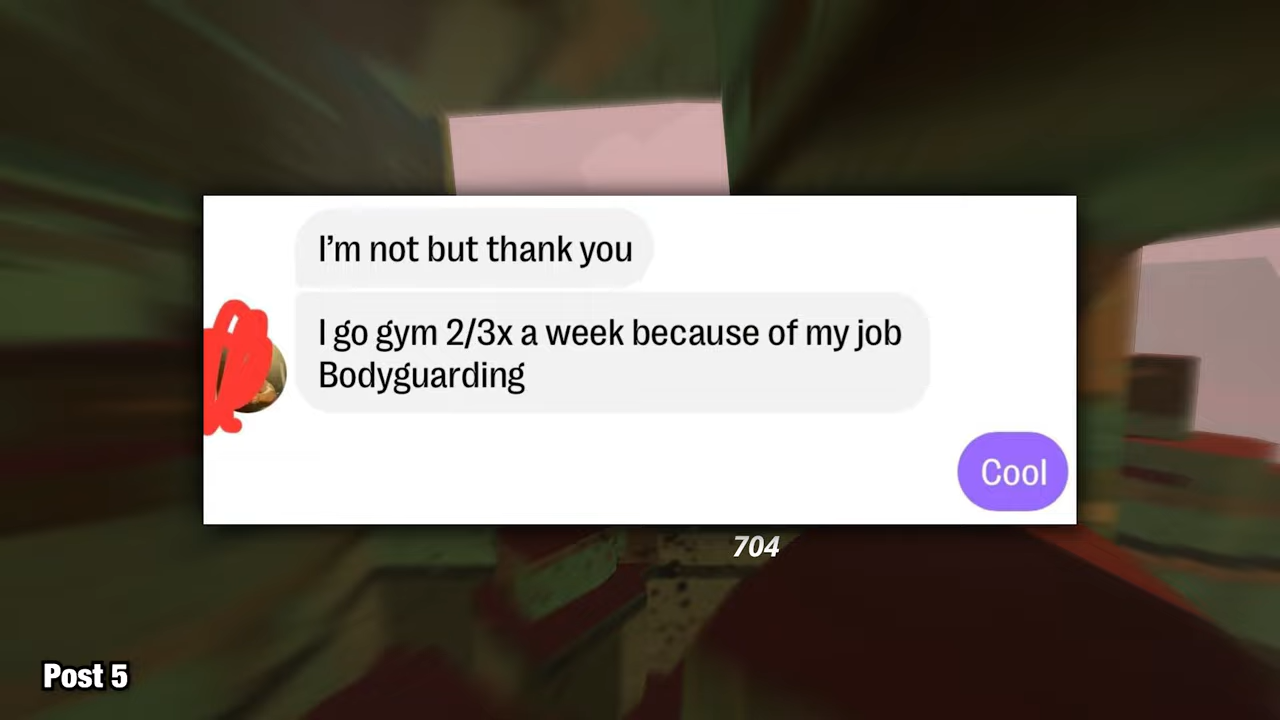 I'm not but thank you
I go gym 2/3x a week because of my job
Bodyguarding
Cool
704
Post 5